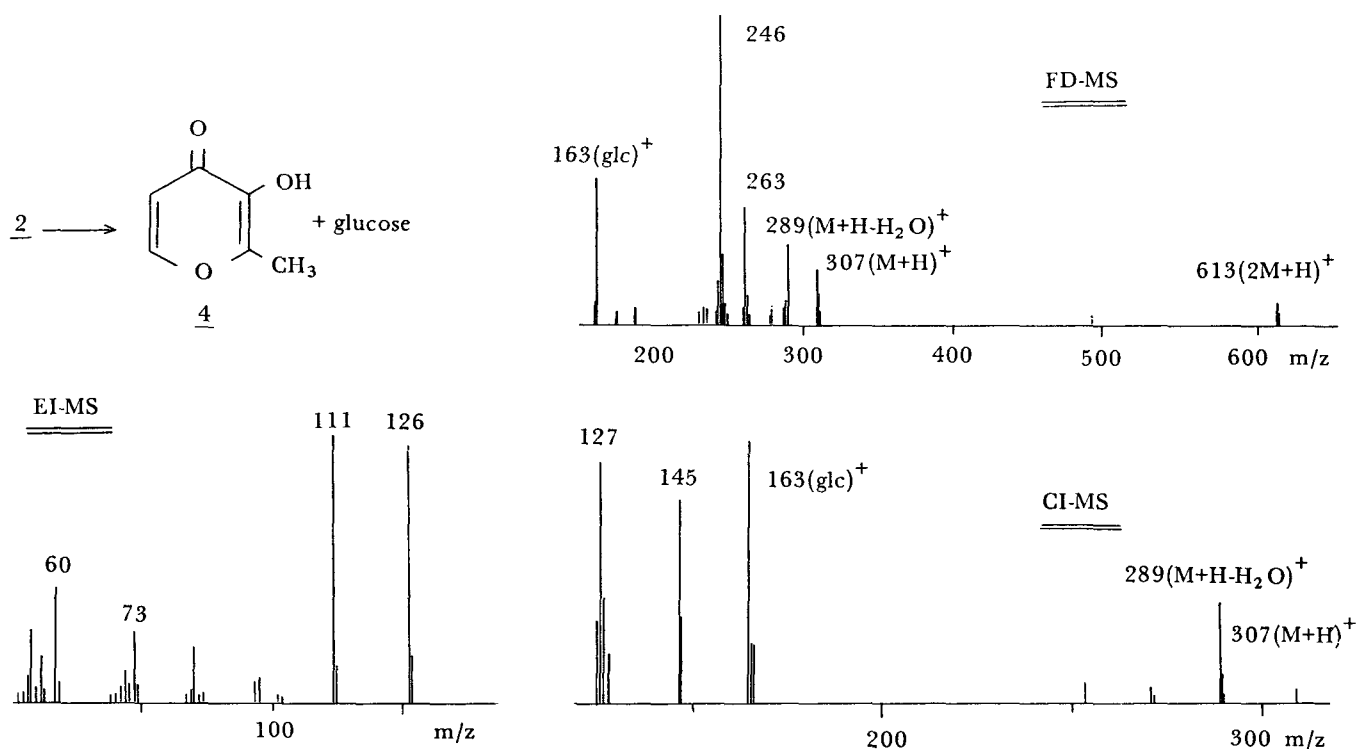 2
O
OH
O
CH₃
+ glucose
4
246
FD-MS
163(glc)⁺
263
289(M+H-H₂O)⁺
307(M+H)⁺
613(2M+H)⁺
200 300 400 500 600 m/z
EI-MS
111
126
60
73
100 m/z
127
145
163(glc)⁺
CI-MS
289(M+H-H₂O)⁺
307(M+H)⁺
200 300 m/z